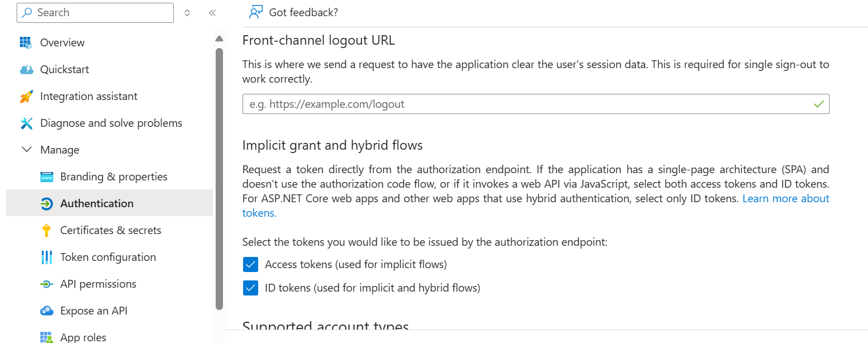 Search
Overview
Quickstart
Integration assistant
Diagnose and solve problems
Manage
Branding & properties
Authentication
Certificates & secrets
Token configuration
API permissions
Expose an API
App roles
Got feedback?
Front-channel logout URL
This is where we send a request to have the application clear the user's session data. This is required for single sign-out to
work correctly.
e.g. https://example.com/logout
Implicit grant and hybrid flows
Request a token directly from the authorization endpoint. If the application has a single-page architecture (SPA) and
doesn't use the authorization code flow, or if it invokes a web API via JavaScript, select both access tokens and ID tokens.
For ASP.NET Core web apps and other web apps that use hybrid authentication, select only ID tokens. Learn more about
tokens.
Select the tokens you would like to be issued by the authorization endpoint:
Access tokens (used for implicit flows)
ID tokens (used for implicit and hybrid flows)
Supported account types